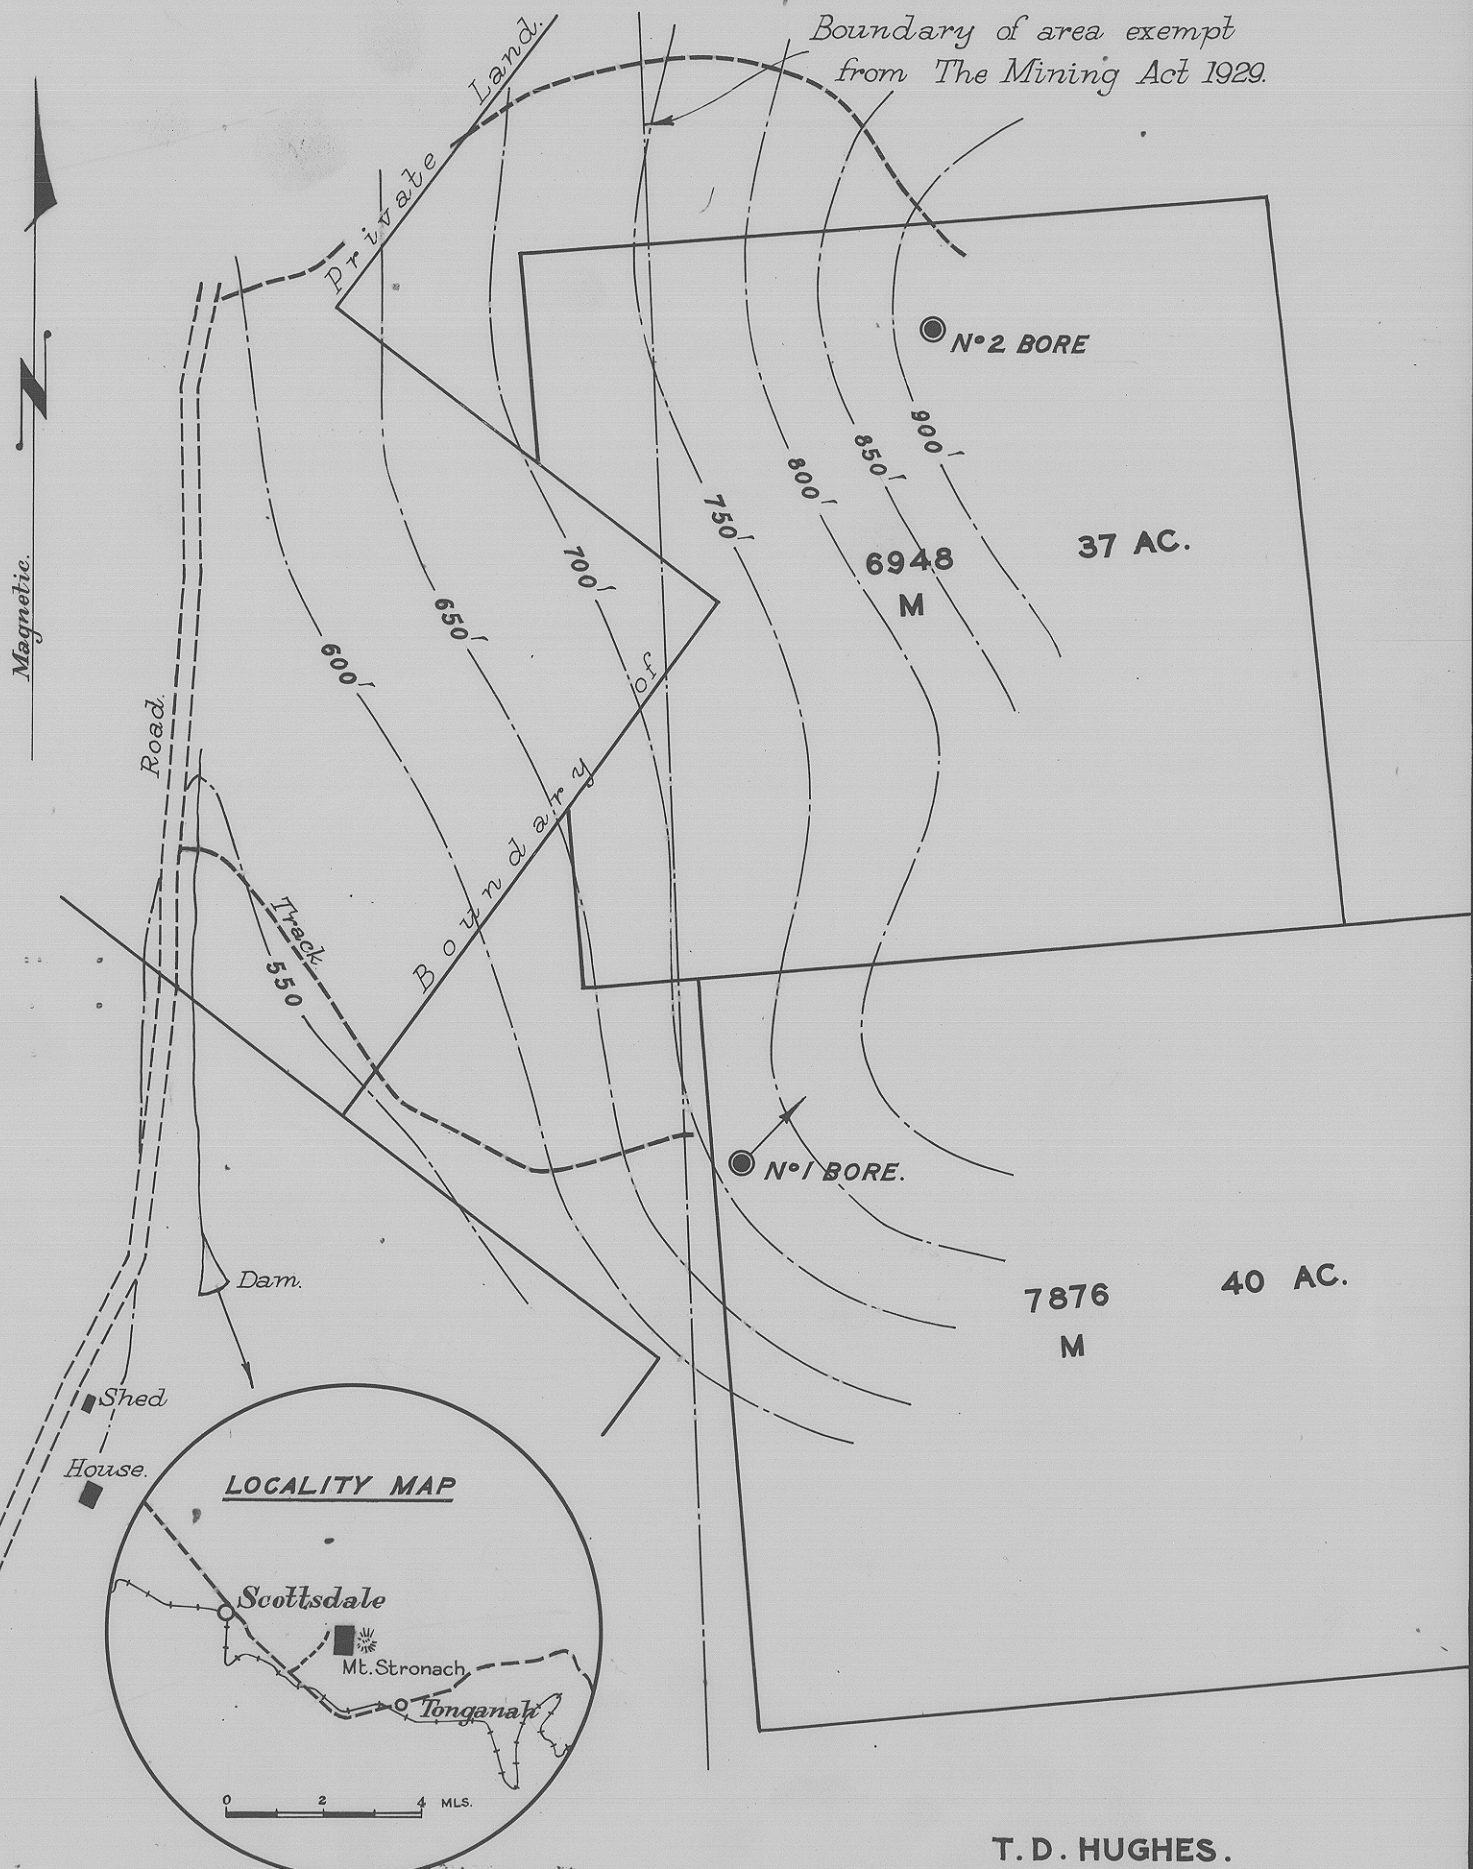 Boundary of area exempt
from The Mining Act 1929.
Private Land.
Magnetic.
Nº 2 BORE
900'
850'
800'
750'
700'
650'
600'
6948
M
37 AC.
Road.
Boundary of
Track.
550
Nº 1 BORE.
Dam.
7876
M
40 AC.
Shed
House.
LOCALITY MAP
Scottsdale
Mt. Stronach
Tonganah
0 2 4 MLS.
T. D. HUGHES.